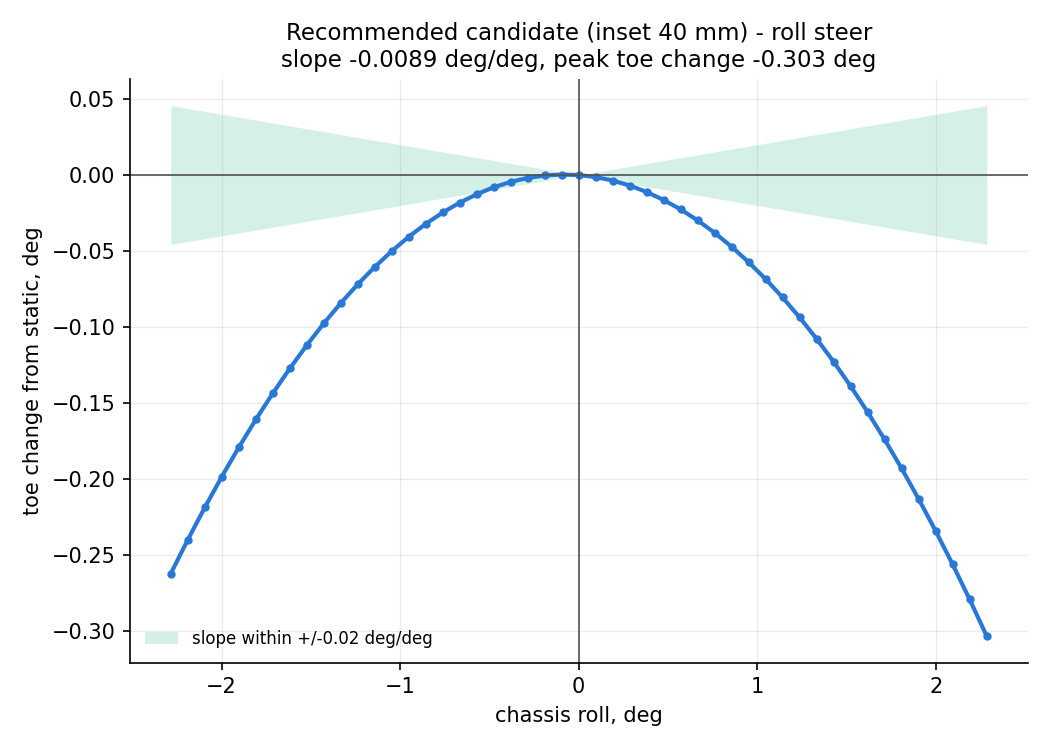 Recommended candidate (inset 40 mm) - roll steer
slope -0.0089 deg/deg, peak toe change -0.303 deg
toe change from static, deg
0.05
0.00
−0.05
−0.10
−0.15
−0.20
−0.25
−0.30
slope within +/-0.02 deg/deg
−2
−1
0
1
2
chassis roll, deg